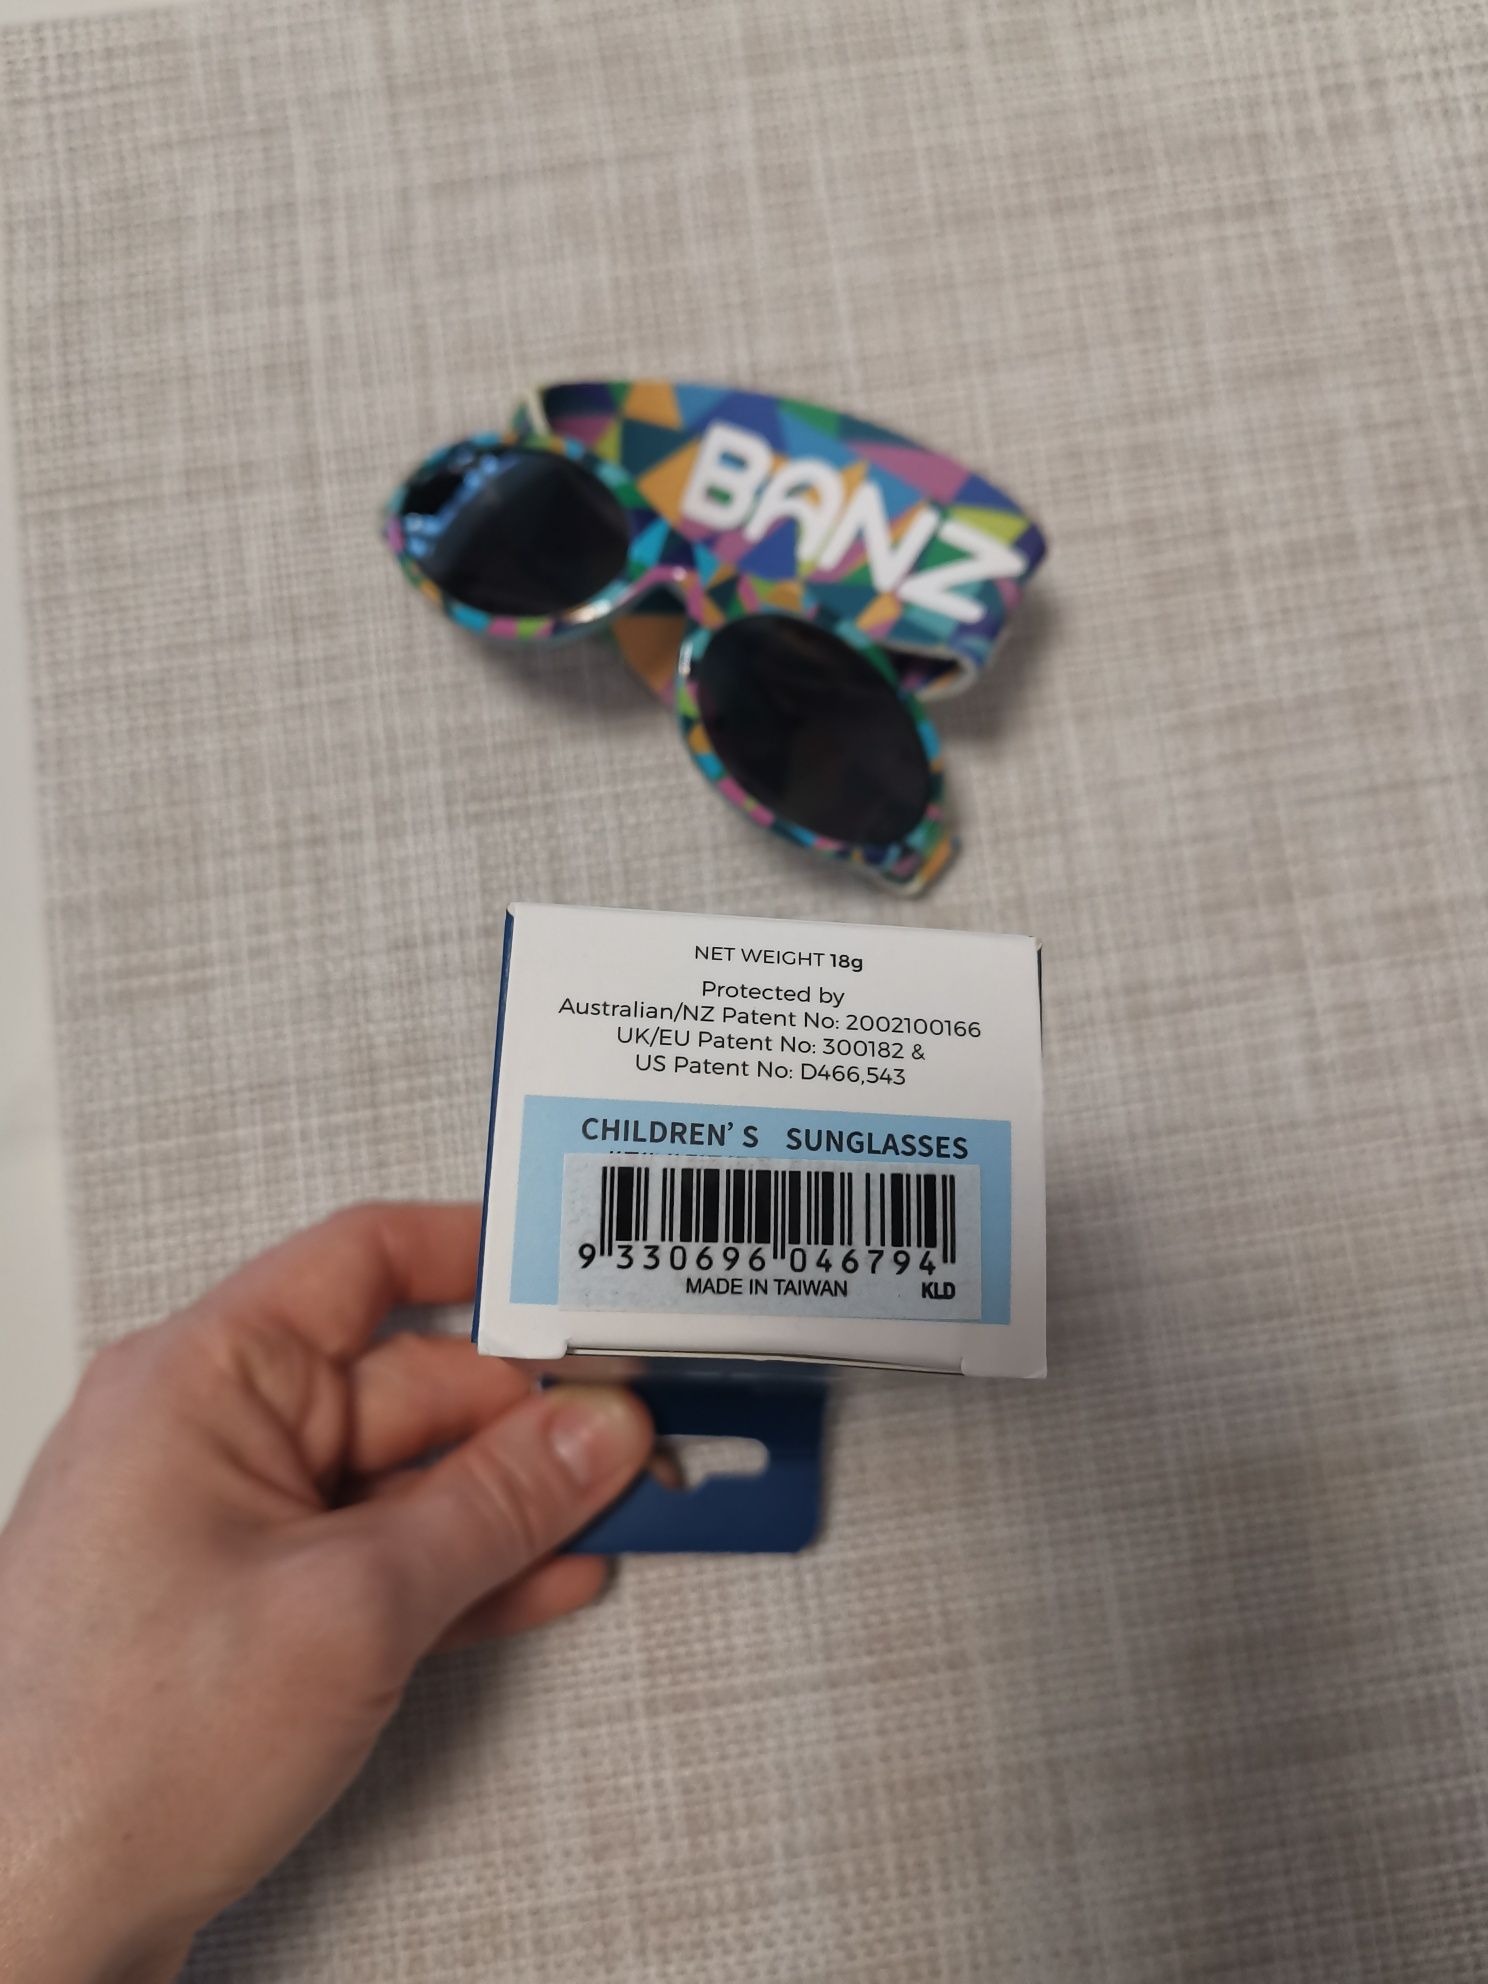 BANZ
NET WEIGHT 18g
Protected by
Australian/NZ Patent No: 2002100166
UK/EU Patent No: 300182 &
US Patent No: D466,543
CHILDREN'S SUNGLASSES
9 330696 046794
MADE IN TAIWAN KLD